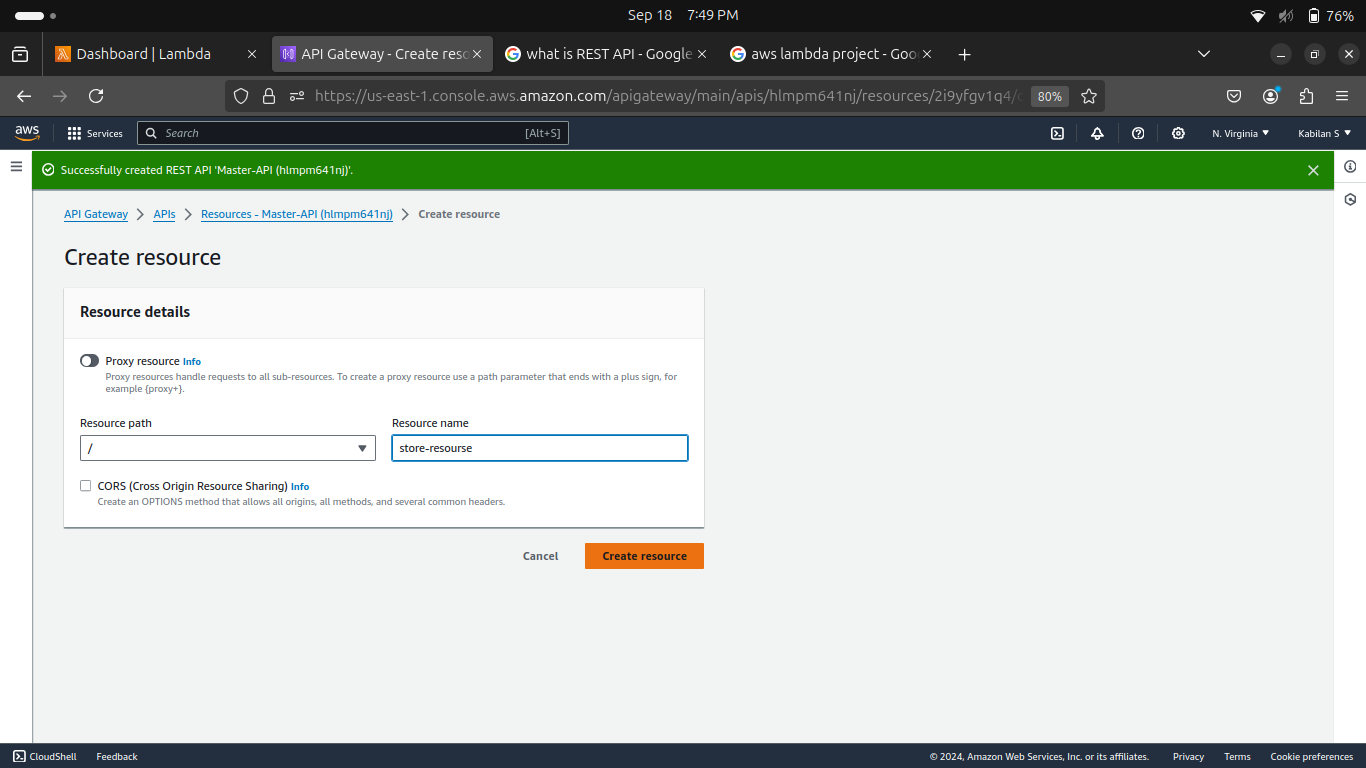 Sep 18 7:49 PM
76%
Dashboard | Lambda
API Gateway - Create reso
what is REST API - Google
aws lambda project - Goo
https://us-east-1.console.aws.amazon.com/apigateway/main/apis/hlmpm641nj/resources/2i9yfgv1q4/
80%
aws
Services
Search
[Alt+S]
N. Virginia
Kabilan S
Successfully created REST API 'Master-API (hlmpm641nj)'.
API Gateway
APIs
Resources - Master-API (hlmpm641nj)
Create resource
Create resource
Resource details
Proxy resource Info
Proxy resources handle requests to all sub-resources. To create a proxy resource use a path parameter that ends with a plus sign, for
example {proxy+}.
Resource path
Resource name
/
store-resourse
CORS (Cross Origin Resource Sharing) Info
Create an OPTIONS method that allows all origins, all methods, and several common headers.
Cancel
Create resource
CloudShell
Feedback
© 2024, Amazon Web Services, Inc. or its affiliates.
Privacy
Terms
Cookie preferences